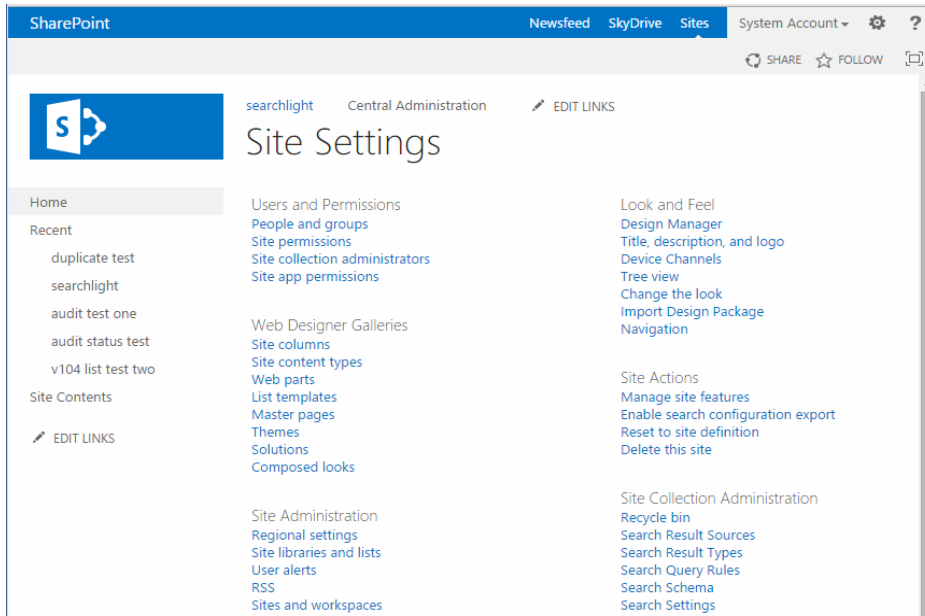 SharePoint
Newsfeed SkyDrive Sites System Account ?
SHARE FOLLOW
S
searchlight Central Administration EDIT LINKS
Site Settings
Home
Recent
duplicate test
searchlight
audit test one
audit status test
v104 list test two
Site Contents
EDIT LINKS
Users and Permissions
People and groups
Site permissions
Site collection administrators
Site app permissions
Web Designer Galleries
Site columns
Site content types
Web parts
List templates
Master pages
Themes
Solutions
Composed looks
Site Administration
Regional settings
Site libraries and lists
User alerts
RSS
Sites and workspaces
Look and Feel
Design Manager
Title, description, and logo
Device Channels
Tree view
Change the look
Import Design Package
Navigation
Site Actions
Manage site features
Enable search configuration export
Reset to site definition
Delete this site
Site Collection Administration
Recycle bin
Search Result Sources
Search Result Types
Search Query Rules
Search Schema
Search Settings